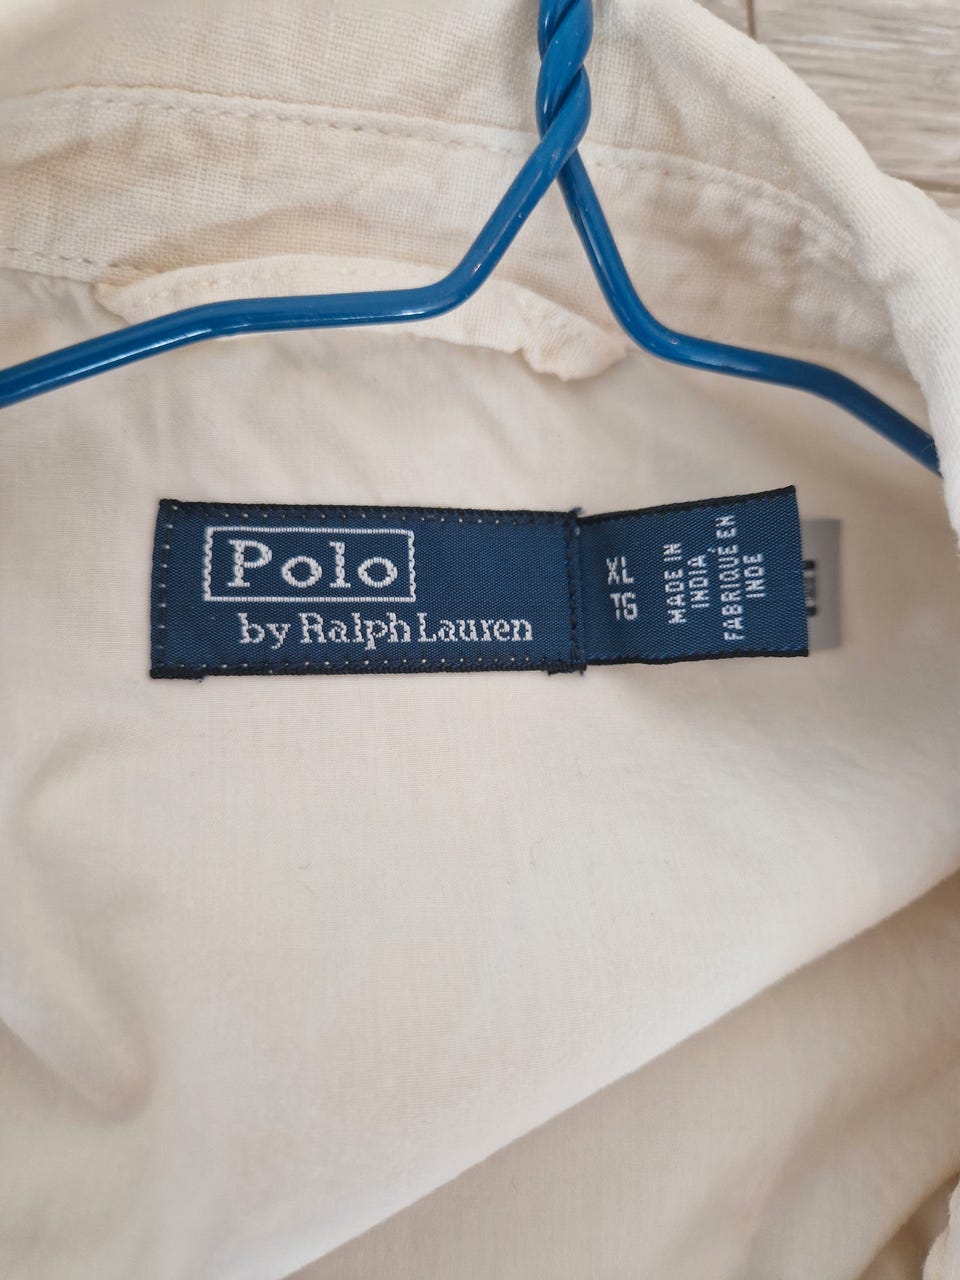 Polo
by Ralph Lauren
XL
TG
MADE IN
INDIA
FABRIQUÉ EN
INDE